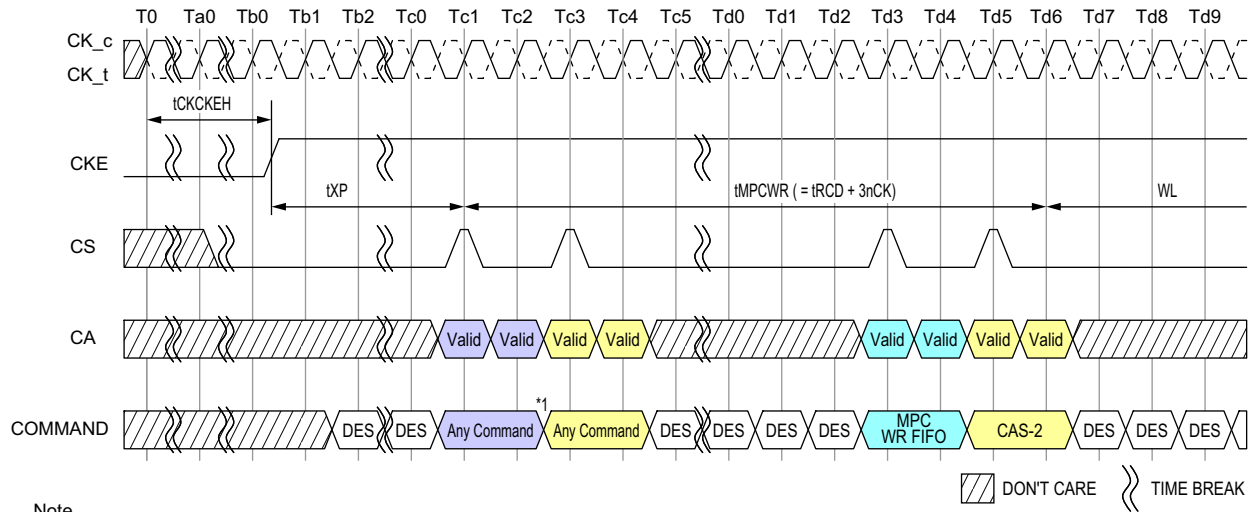 T0 Ta0 Tb0 Tb1 Tb2 Tc0 Tc1 Tc2 Tc3 Tc4 Tc5 Td0 Td1 Td2 Td3 Td4 Td5 Td6 Td7 Td8 Td9
CK_c
CK_t
tCKCKEH
CKE
tXP
tMPCWR ( = tRCD + 3nCK)
WL
CS
CA
Valid Valid Valid Valid Valid Valid Valid Valid
*1
COMMAND
DES DES Any Command Any Command DES DES DES DES MPC WR FIFO CAS-2 DES DES DES
DON'T CARE
TIME BREAK
Note